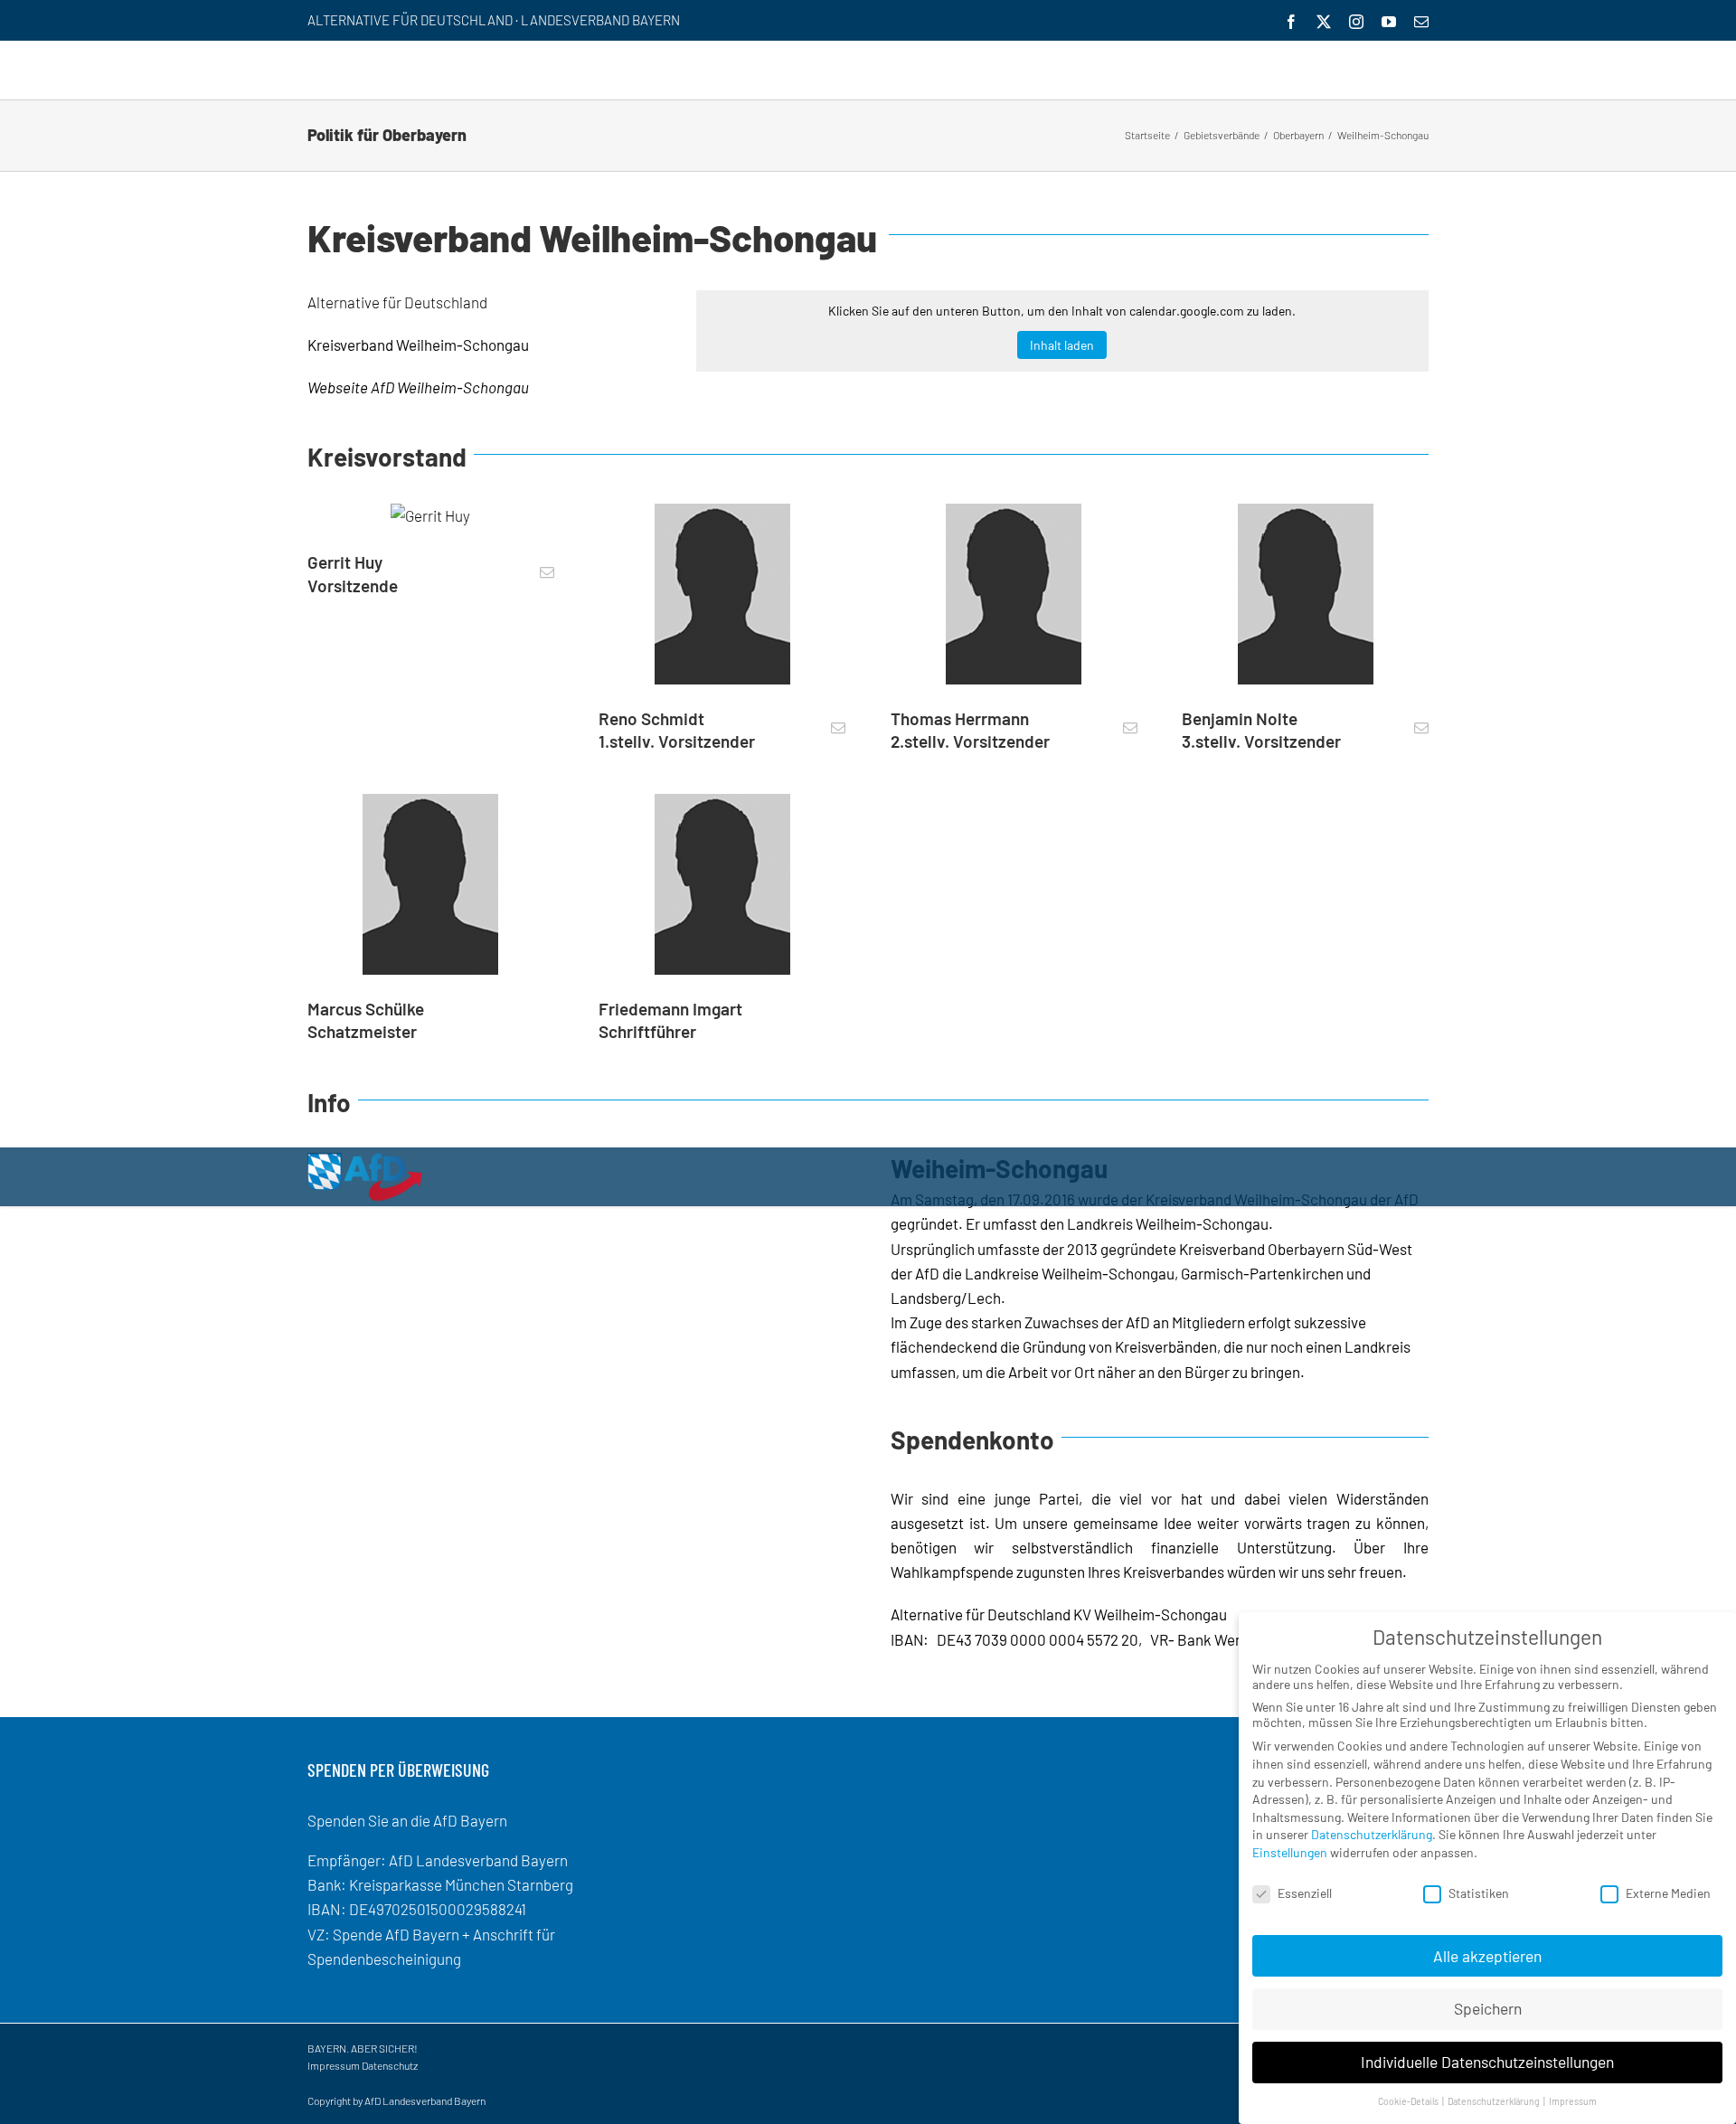 ALTERNATIVE FÜR DEUTSCHLAND · LANDESVERBAND BAYERN
Politik für Oberbayern
Startseite / Gebietsverbände / Oberbayern / Weilheim-Schongau
Kreisverband Weilheim-Schongau
Alternative für Deutschland
Kreisverband Weilheim-Schongau
Webseite AfD Weilheim-Schongau
Klicken Sie auf den unteren Button, um den Inhalt von calendar.google.com zu laden.
Inhalt laden
Kreisvorstand
Gerrit Huy
Gerrit Huy
Vorsitzende
Reno Schmidt
1.stellv. Vorsitzender
Thomas Herrmann
2.stellv. Vorsitzender
Benjamin Nolte
3.stellv. Vorsitzender
Marcus Schülke
Schatzmeister
Friedemann Imgart
Schriftführer
Info
AfD
Weiheim-Schongau
Am Samstag, den 17.09.2016 wurde der Kreisverband Weilheim-Schongau der AfD
gegründet. Er umfasst den Landkreis Weilheim-Schongau.
Ursprünglich umfasste der 2013 gegründete Kreisverband Oberbayern Süd-West
der AfD die Landkreise Weilheim-Schongau, Garmisch-Partenkirchen und
Landsberg/Lech.
Im Zuge des starken Zuwachses der AfD an Mitgliedern erfolgt sukzessive
flächendeckend die Gründung von Kreisverbänden, die nur noch einen Landkreis
umfassen, um die Arbeit vor Ort näher an den Bürger zu bringen.
Spendenkonto
Wir sind eine junge Partei, die viel vor hat und dabei vielen Widerständen
ausgesetzt ist. Um unsere gemeinsame Idee weiter vorwärts tragen zu können,
benötigen wir selbstverständlich finanzielle Unterstützung. Über Ihre
Wahlkampfspende zugunsten Ihres Kreisverbandes würden wir uns sehr freuen.
Alternative für Deutschland KV Weilheim-Schongau
IBAN: DE43 7039 0000 0004 5572 20, VR- Bank
SPENDEN PER ÜBERWEISUNG
Spenden Sie an die AfD Bayern
Empfänger: AfD Landesverband Bayern
Bank: Kreisparkasse München Starnberg
IBAN: DE49702501500029588241
VZ: Spende AfD Bayern + Anschrift für
Spendenbescheinigung
BAYERN. ABER SICHER!
Impressum Datenschutz
Copyright by AfD Landesverband Bayern
Datenschutzeinstellungen
Wir nutzen Cookies auf unserer Website. Einige von ihnen sind essenziell, während
andere uns helfen, diese Website und Ihre Erfahrung zu verbessern.
Wenn Sie unter 16 Jahre alt sind und Ihre Zustimmung zu freiwilligen Diensten geben
möchten, müssen Sie Ihre Erziehungsberechtigten um Erlaubnis bitten.
Wir verwenden Cookies und andere Technologien auf unserer Website. Einige von
ihnen sind essenziell, während andere uns helfen, diese Website und Ihre Erfahrung
zu verbessern. Personenbezogene Daten können verarbeitet werden (z. B. IP-
Adressen), z. B. für personalisierte Anzeigen und Inhalte oder Anzeigen- und
Inhaltsmessung. Weitere Informationen über die Verwendung Ihrer Daten finden Sie
in unserer Datenschutzerklärung. Sie können Ihre Auswahl jederzeit unter
Einstellungen widerrufen oder anpassen.
Essenziell
Statistiken
Externe Medien
Alle akzeptieren
Speichern
Individuelle Datenschutzeinstellungen
Cookie-Details | Datenschutzerklärung | Impressum